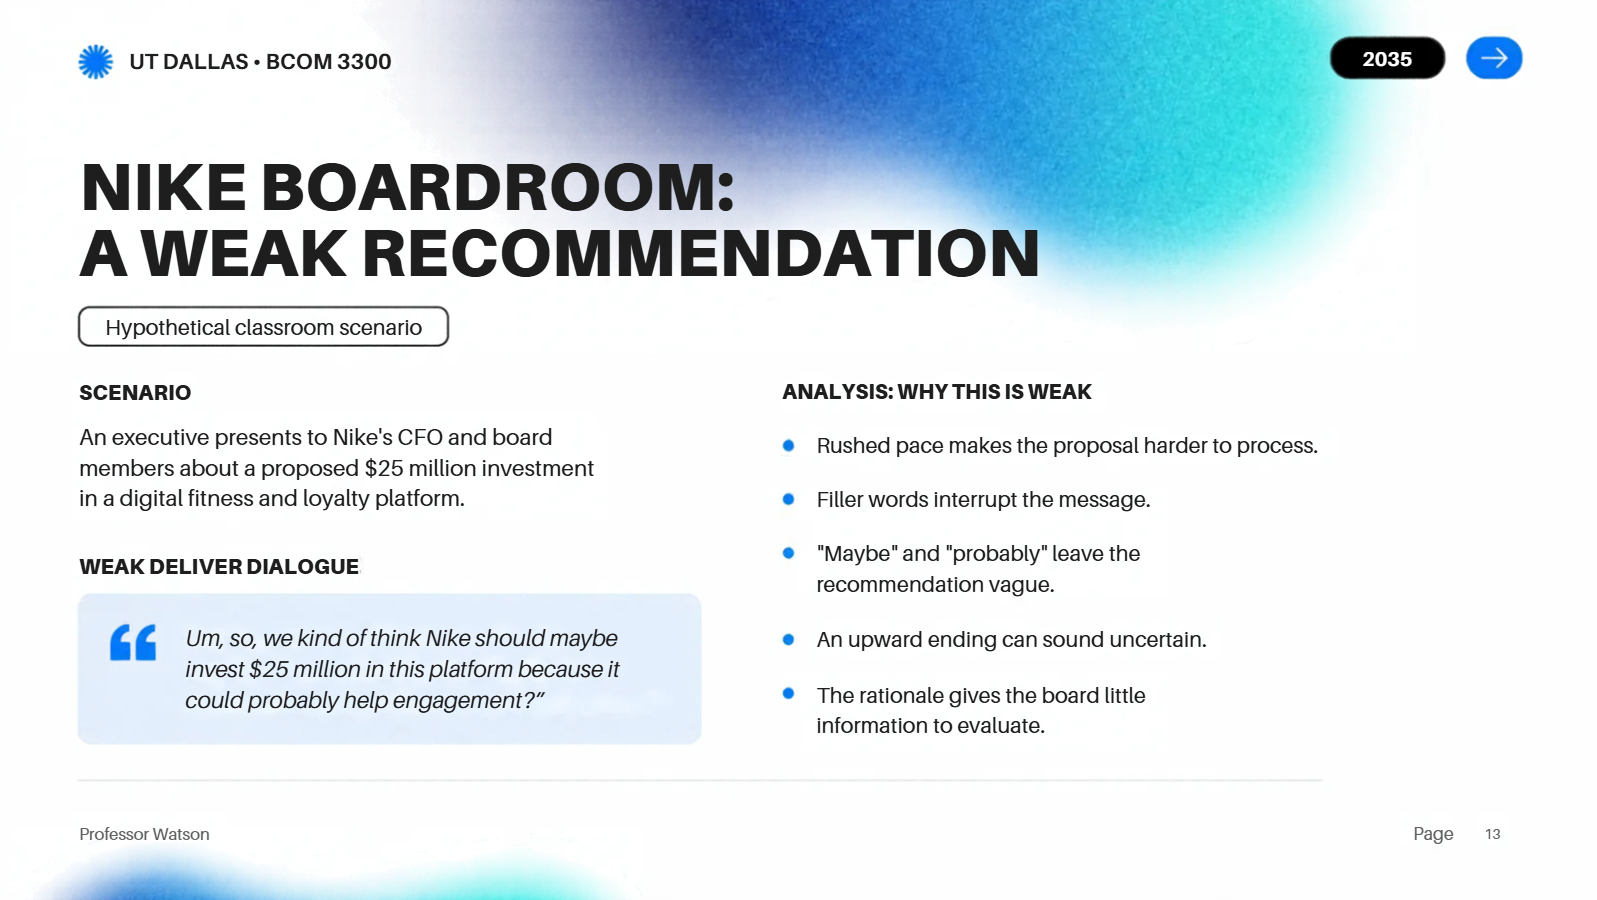 UT DALLAS • BCOM 3300
2035
NIKE BOARDROOM:
A WEAK RECOMMENDATION
Hypothetical classroom scenario
SCENARIO
An executive presents to Nike's CFO and board
members about a proposed $25 million investment
in a digital fitness and loyalty platform.
WEAK DELIVER DIALOGUE
“
Um, so, we kind of think Nike should maybe
invest $25 million in this platform because it
could probably help engagement?”
ANALYSIS: WHY THIS IS WEAK
Rushed pace makes the proposal harder to process.
Filler words interrupt the message.
"Maybe" and "probably" leave the
recommendation vague.
An upward ending can sound uncertain.
The rationale gives the board little
information to evaluate.
Professor Watson
Page 13